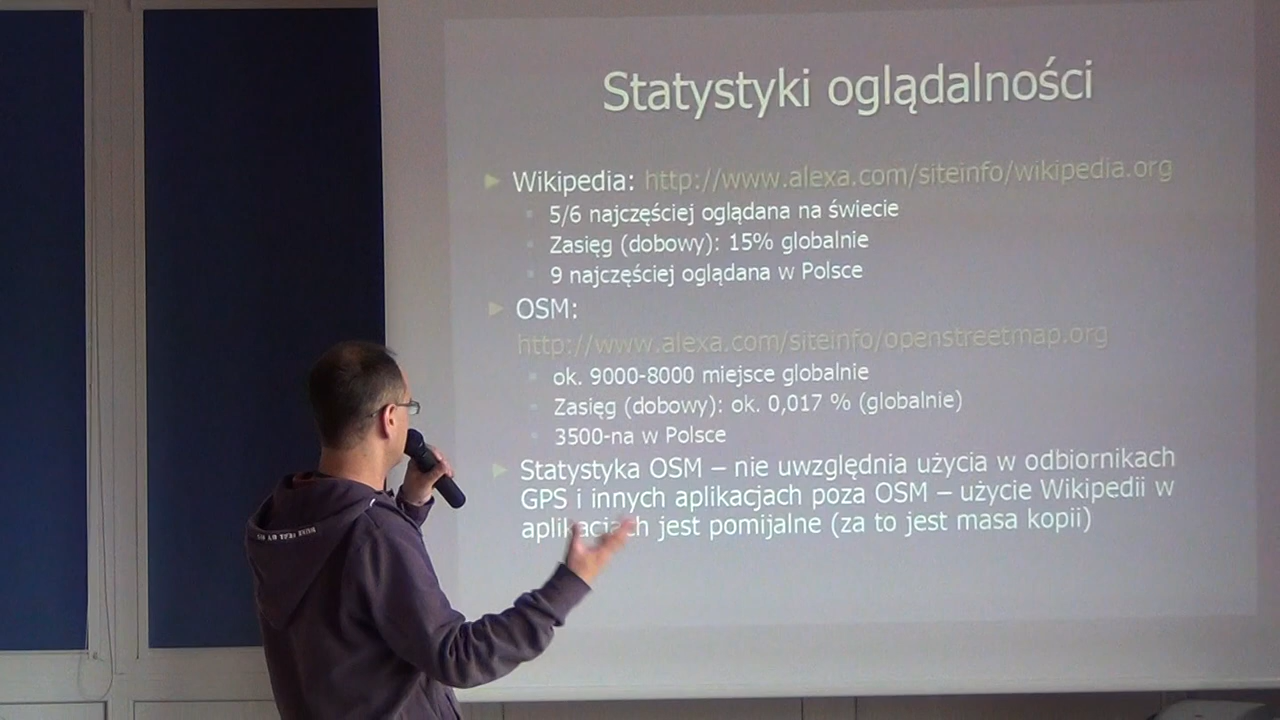 Statystyki oglądalności
Wikipedia: http://www.alexa.com/siteinfo/wikipedia.org
5/6 najczęściej oglądana na świecie
Zasięg (dobowy): 15% globalnie
9 najczęściej oglądana w Polsce
OSM:
http://www.alexa.com/siteinfo/openstreetmap.org
ok. 9000-8000 miejsce globalnie
Zasięg (dobowy): ok. 0,017 % (globalnie)
3500-na w Polsce
Statystyka OSM – nie uwzględnia użycia w odbiornikach
GPS i innych aplikacjach poza OSM – użycie Wikipedii w
aplikacjach jest pomijalne (za to jest masa kopii)